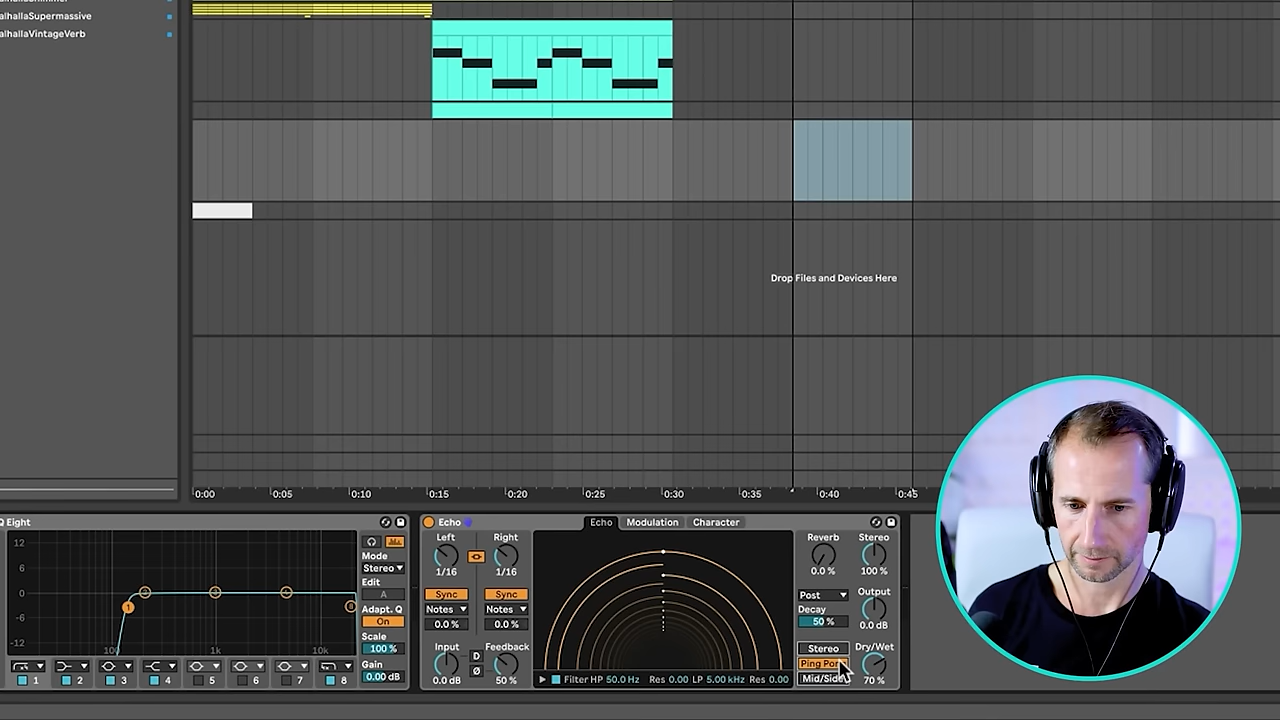 alhallaSupermassive
alhallaVintageVerb
Drop Files and Devices Here
0:00 0:05 0:10 0:15 0:20 0:25 0:30 0:35 0:40 0:45
Q Eight
12
6
0
-6
-12
100 1k 10k
Mode
Stereo
Edit
A
Adapt. Q
On
Scale
100 %
Gain
0.00 dB
1 2 3 4 5 6 7 8
Echo
Echo Modulation Character
Left Right
1/16 1/16
Sync Sync
Notes Notes
0.0 % 0.0 %
Input Feedback
D
Ø
0.0 dB 50 %
Filter HP 50.0 Hz Res 0.00 LP 5.00 kHz Res 0.00
Reverb Stereo
0.0 % 100 %
Post
Decay
50 %
Output
0.0 dB
Stereo
Ping Pon
Mid/Side
Dry/Wet
70 %